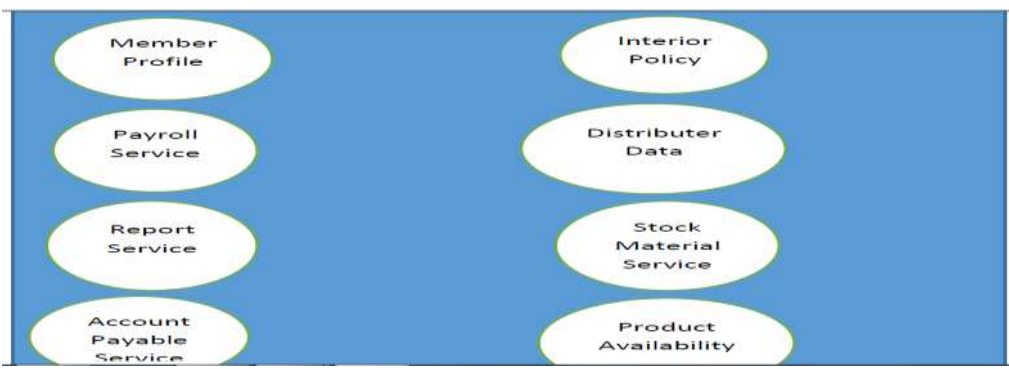 Member
Profile
Interior
Policy
Payroll
Service
Distributer
Data
Report
Service
Stock
Material
Service
Account
Payable
Service
Product
Availability